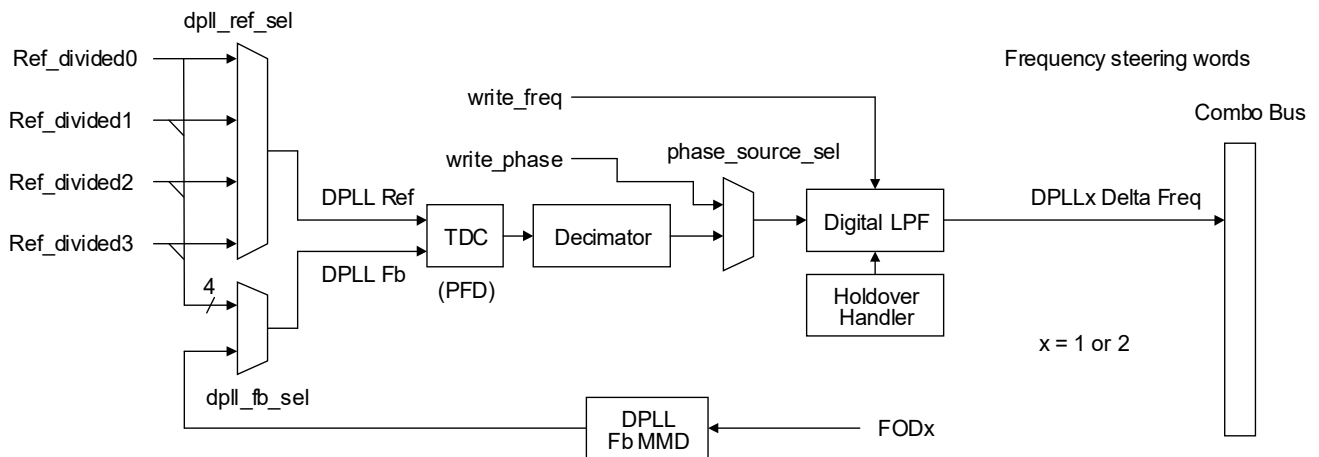 dpll_ref_sel
Ref_divided0
Ref_divided1
Ref_divided2
Ref_divided3
4
dpll_fb_sel
DPLL Ref
DPLL Fb
TDC
(PFD)
Decimator
write_freq
write_phase
phase_source_sel
Digital LPF
Holdover
Handler
Frequency steering words
Combo Bus
DPLLx Delta Freq
x = 1 or 2
DPLL
Fb MMD
FODx